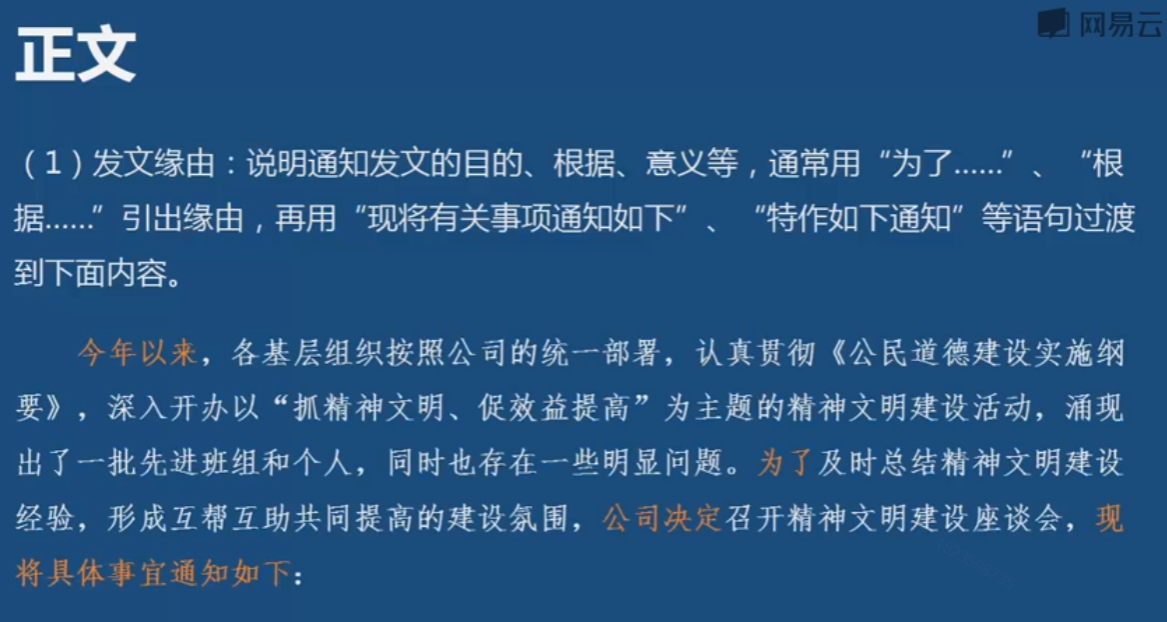 网易云
正文
（1）发文缘由：说明通知发文的目的、根据、意义等，通常用“为了……”、“根
据……”引出缘由，再用“现将有关事项通知如下”、“特作如下通知”等语句过渡
到下面内容。
今年以来，各基层组织按照公司的统一部署，认真贯彻《公民道德建设实施纲
要》，深入开办以“抓精神文明、促效益提高”为主题的精神文明建设活动，涌现
出了一批先进班组和个人，同时也存在一些明显问题。为了及时总结精神文明建设
经验，形成互帮互助共同提高的建设氛围，公司决定召开精神文明建设座谈会，现
将具体事宜通知如下：